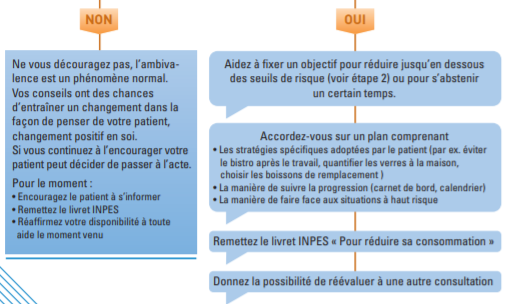 NON
Ne vous découragez pas, l'ambiva-
lence est un phénomène normal.
Vos conseils ont des chances
d'entraîner un changement dans la
façon de penser de votre patient,
changement positif en soi.
Si vous continuez à l'encourager votre
patient peut décider de passer à l'acte.
Pour le moment :
• Encouragez le patient à s'informer
• Remettez le livret INPES
• Réaffirmez votre disponibilité à toute
aide le moment venu
OUI
Aidez à fixer un objectif pour réduire jusqu'en dessous
des seuils de risque (voir étape 2) ou pour s'abstenir
un certain temps.
Accordez-vous sur un plan comprenant
• Les stratégies spécifiques adoptées par le patient (par ex. éviter
le bistro après le travail, quantifier les verres à la maison,
choisir les boissons de remplacement )
• La manière de suivre la progression (carnet de bord, calendrier)
• La manière de faire face aux situations à haut risque
Remettez le livret INPES « Pour réduire sa consommation »
Donnez la possibilité de réévaluer à une autre consultation